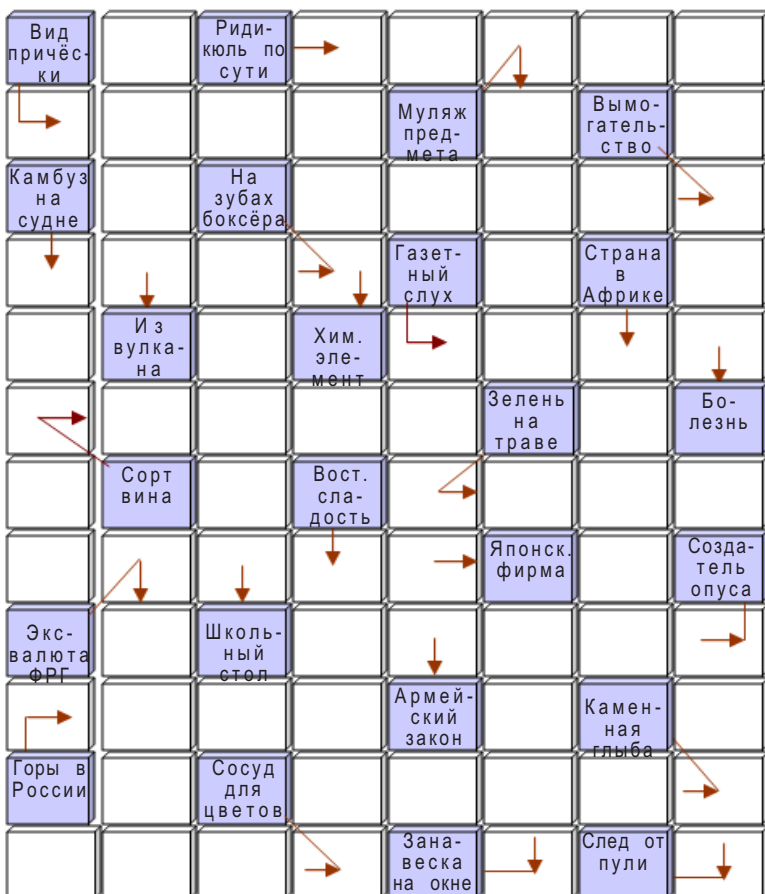 Вид
причёс-
ки
Риди-
кюль по
сути
Муляж
пред-
мета
Вымо-
гатель-
ство
Камбуз
на
судне
На
зубах
боксёра
Газет-
ный
слух
Страна
в
Африке
Из
вулка-
на
Хим.
эле-
мент
Зелень
на
траве
Бо-
лезнь
Сорт
вина
Вост.
сла-
дость
Японск.
фирма
Созда-
тель
опуса
Экс-
валюта
ФРГ
Школь-
ный
стол
Армей-
ский
закон
Камен-
ная
глыба
Горы в
России
Сосуд
для
цветов
Зана-
веска
на окне
След от
пули